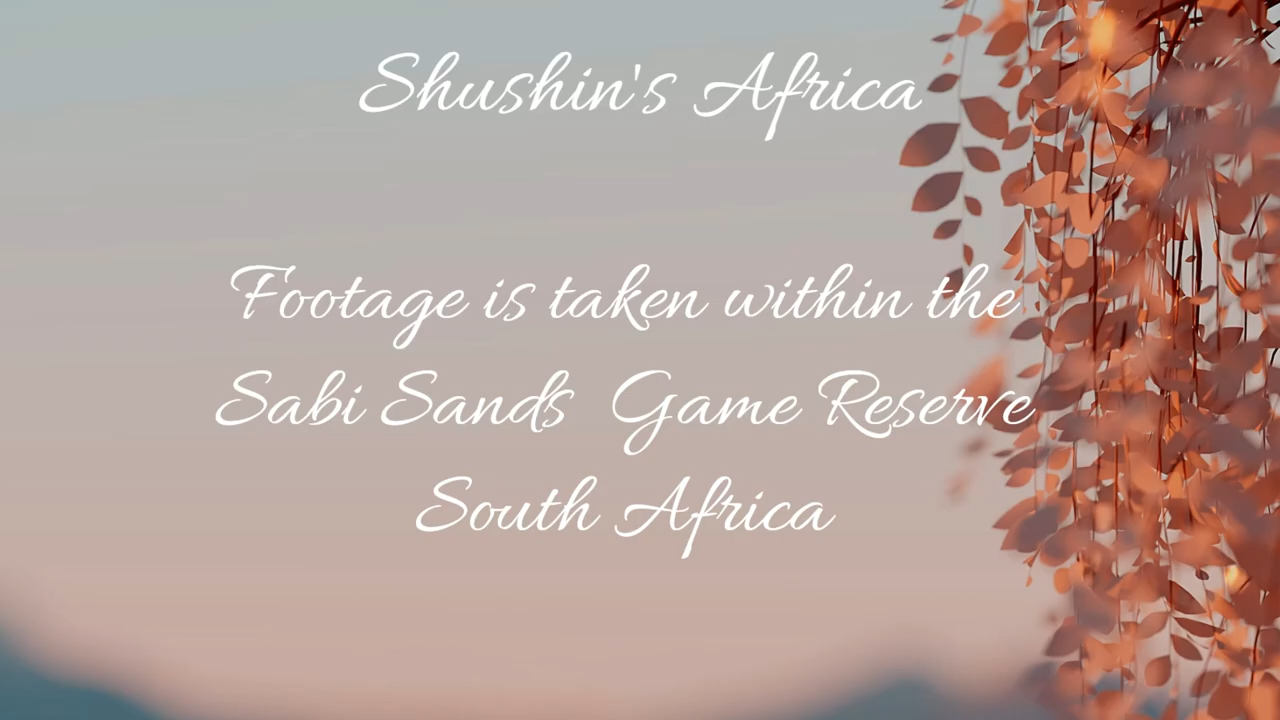 Shushin's Africa
Footage is taken within the
Sabi Sands Game Reserve
South Africa